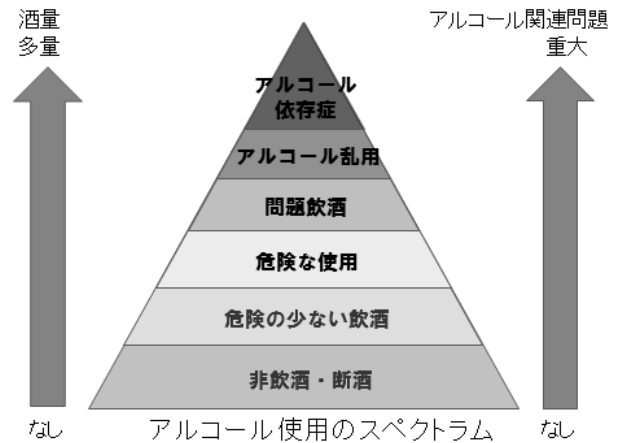 酒量
多量
アルコール関連問題
重大
アルコール
依存症
アルコール乱用
問題飲酒
危険な使用
危険の少ない飲酒
非飲酒・断酒
なし
アルコール使用のスペクトラム
なし